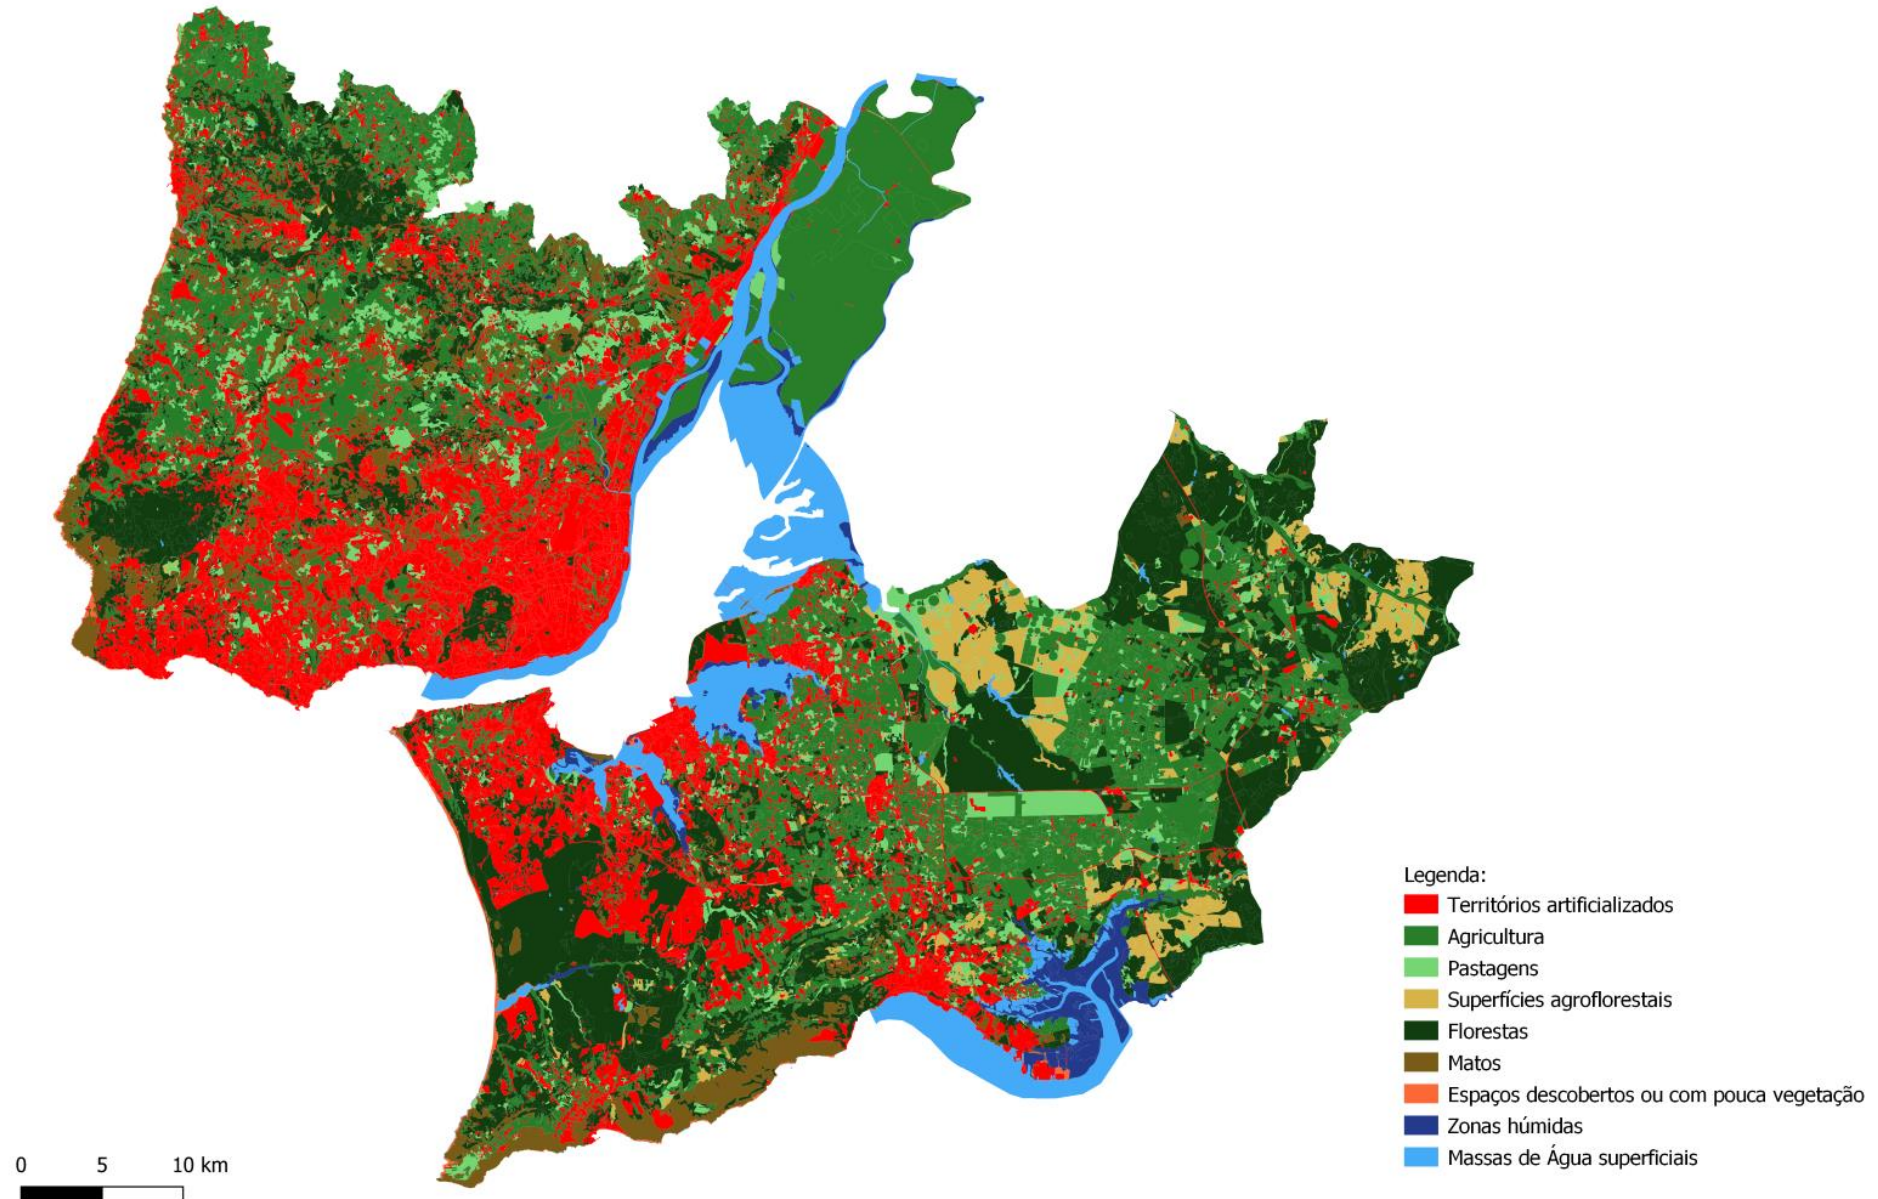 Legenda:
Territórios artificializados
Agricultura
Pastagens
Superfícies agroflorestais
Florestas
Matos
Espaços descobertos ou com pouca vegetação
Zonas húmidas
Massas de Água superficiais
0 5 10 km